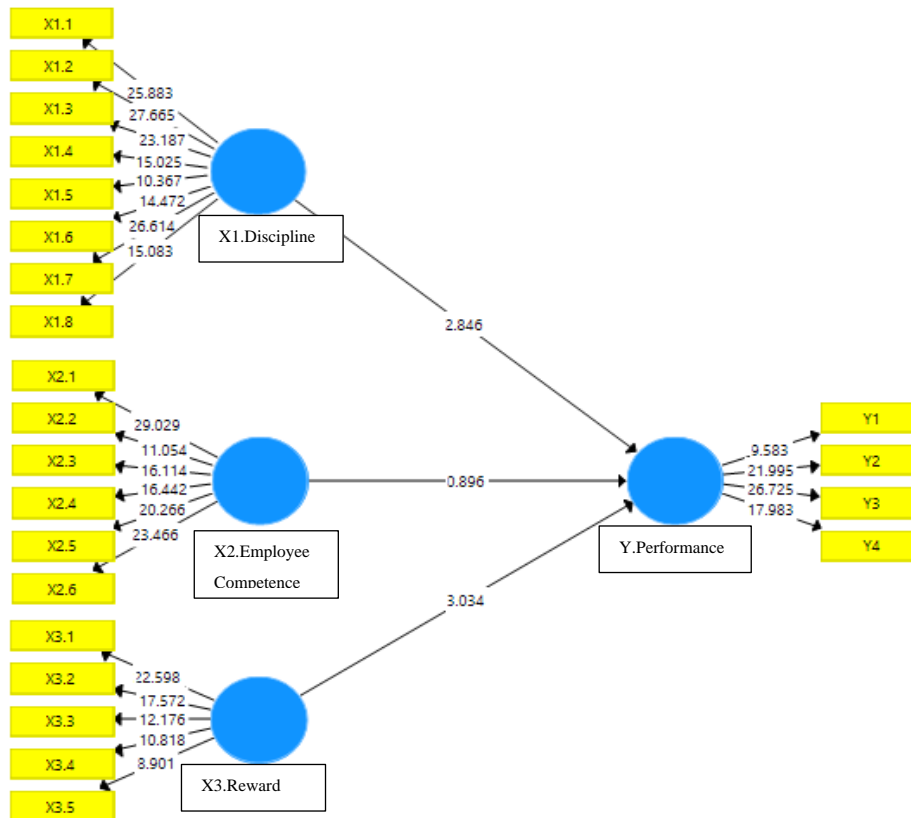 X1.1
X1.2
X1.3
X1.4
X1.5
X1.6
X1.7
X1.8
25.883
27.665
23.187
15.025
10.367
14.472
26.614
15.083
X1.Discipline
2.846
X2.1
X2.2
X2.3
X2.4
X2.5
X2.6
29.029
11.054
16.114
16.442
20.266
23.466
X2.Employee
Competence
0.896
X3.1
X3.2
X3.3
X3.4
X3.5
22.598
17.572
12.176
10.818
8.901
X3.Reward
3.034
Y.Performance
9.583
21.995
26.725
17.983
Y1
Y2
Y3
Y4